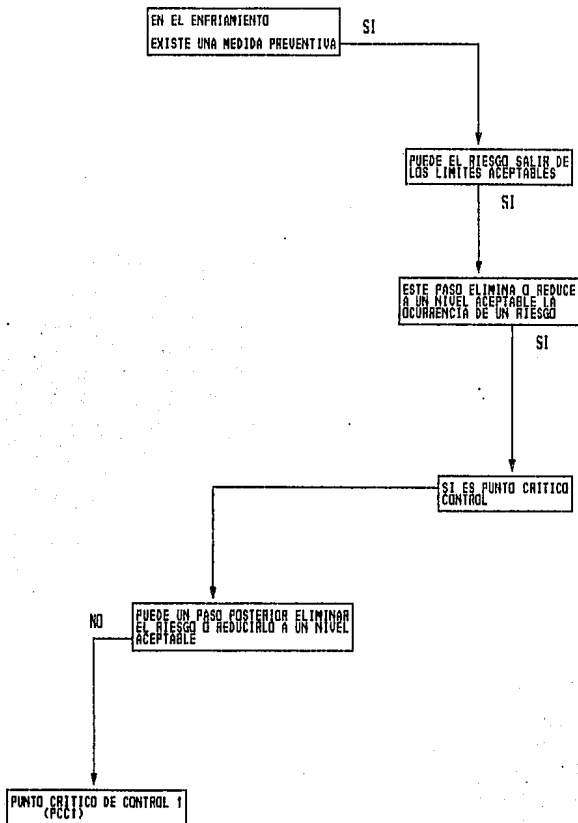 EN EL ENFRIAMIENTO
EXISTE UNA MEDIDA PREVENTIVA
SI
PUEDE EL RIESGO SALIR DE
LOS LIMITES ACEPTABLES
SI
ESTE PASO ELIMINA O REDUCE
A UN NIVEL ACEPTABLE LA
OCURRENCIA DE UN RIESGO
SI
SI ES PUNTO CRITICO
CONTROL
NO
PUEDE UN PASO POSTERIOR ELIMINAR
EL RIESGO O REDUCIRLO A UN NIVEL
ACEPTABLE
PUNTO CRITICO DE CONTROL 1
(PCC1)